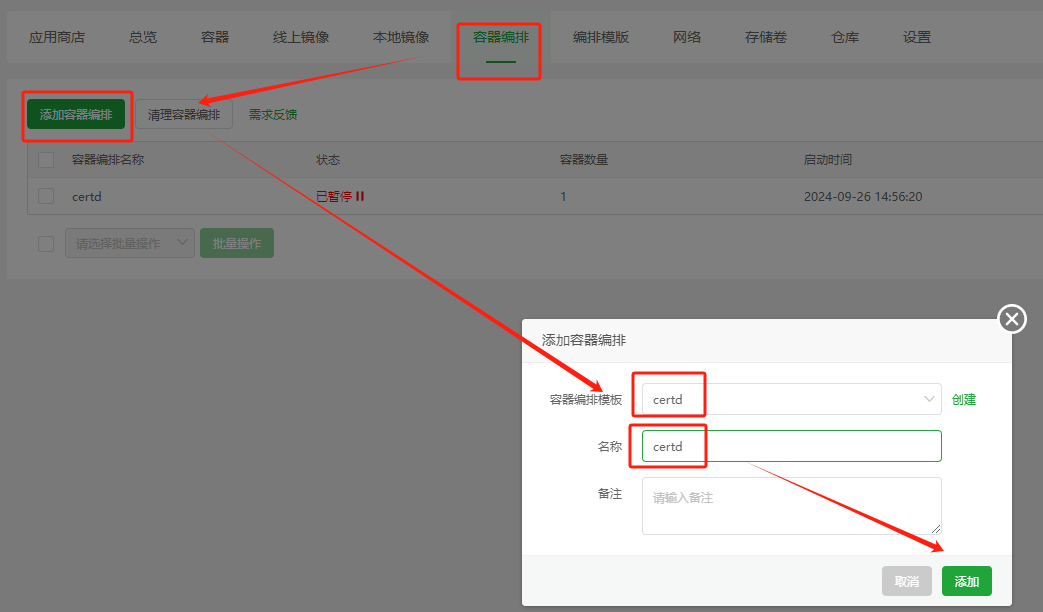 应用商店 总览 容器 线上镜像 本地镜像 容器编排 编排模版 网络 存储卷 仓库 设置
添加容器编排 清理容器编排 需求反馈
容器编排名称 状态 容器数量 启动时间
certd 已暂停 1 2024-09-26 14:56:20
请选择批量操作 批量操作
添加容器编排
容器编排模板 certd 创建
名称 certd
备注 请输入备注
取消 添加